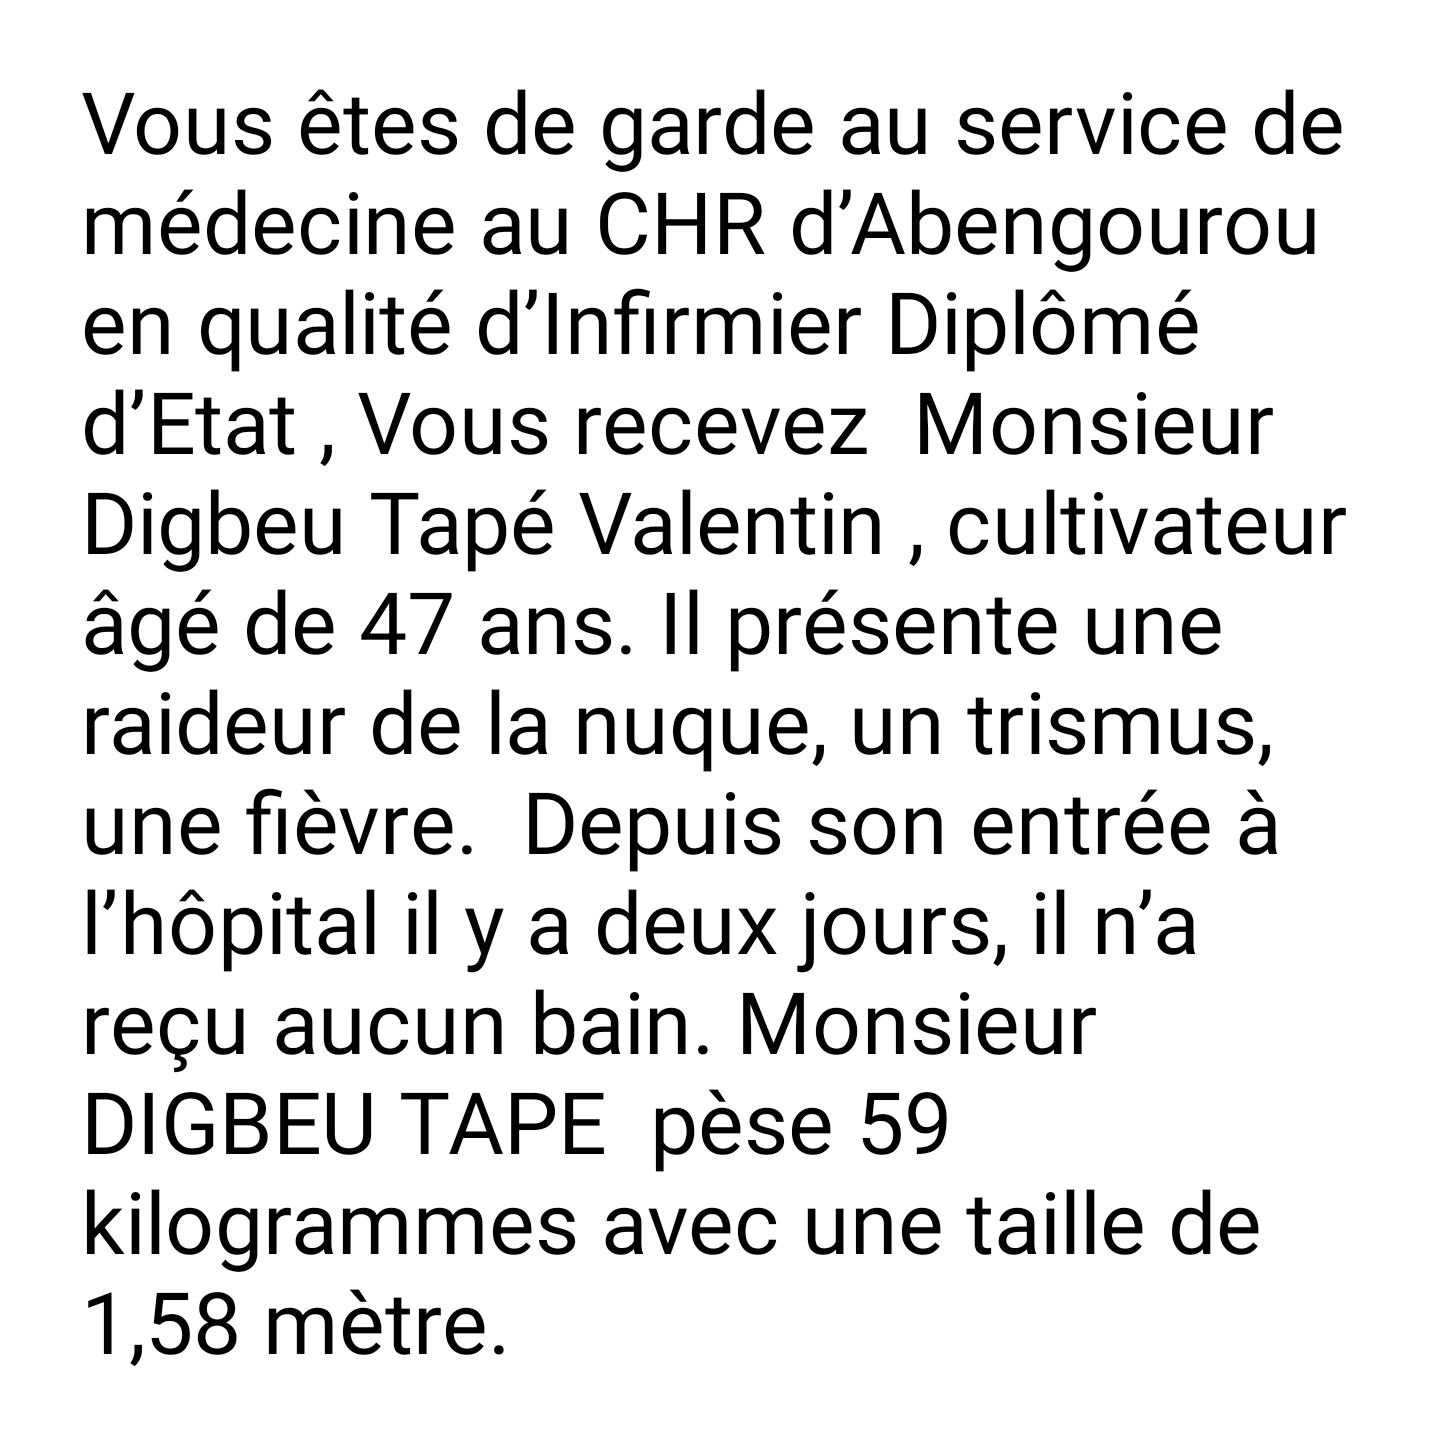 Vous êtes de garde au service de
médecine au CHR d’Abengourou
en qualité d’Infirmier Diplômé
d’Etat , Vous recevez  Monsieur
Digbeu Tapé Valentin , cultivateur
âgé de 47 ans. Il présente une
raideur de la nuque, un trismus,
une fièvre.  Depuis son entrée à
l’hôpital il y a deux jours, il n’a
reçu aucun bain. Monsieur
DIGBEU TAPE  pèse 59
kilogrammes avec une taille de
1,58 mètre.